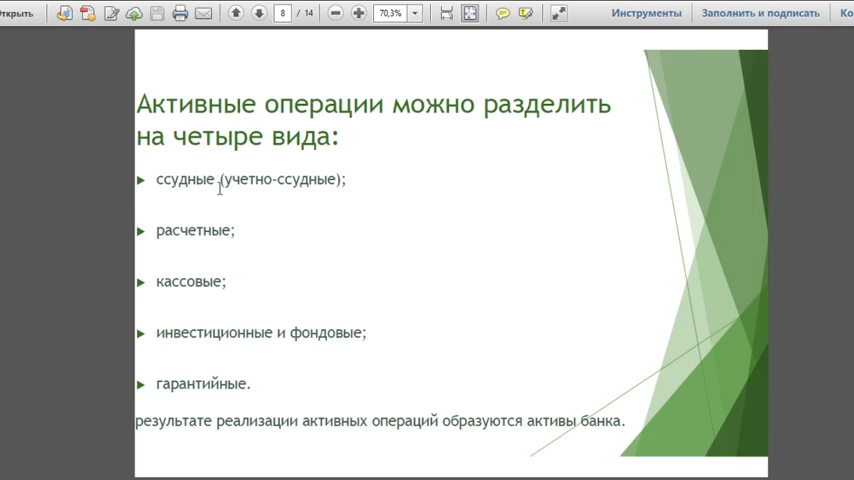 Открыть
8 / 14
70,3%
Инструменты
Заполнить и подписать
Ко
Активные операции можно разделить
на четыре вида:
ссудные (учетно-ссудные);
расчетные;
кассовые;
инвестиционные и фондовые;
гарантийные.
результате реализации активных операций образуются активы банка.